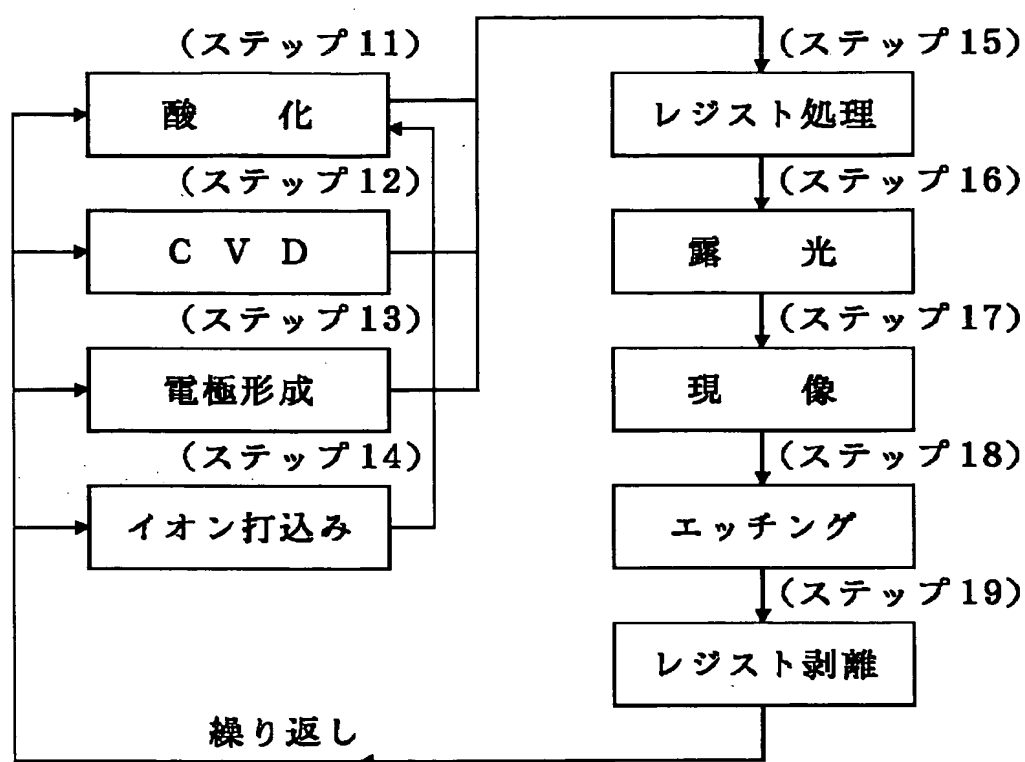 (ステップ11)
酸 化
(ステップ12)
C V D
(ステップ13)
電極形成
(ステップ14)
イオン打込み
(ステップ15)
レジスト処理
(ステップ16)
露 光
(ステップ17)
現 像
(ステップ18)
エッチング
(ステップ19)
レジスト剥離
繰り返し